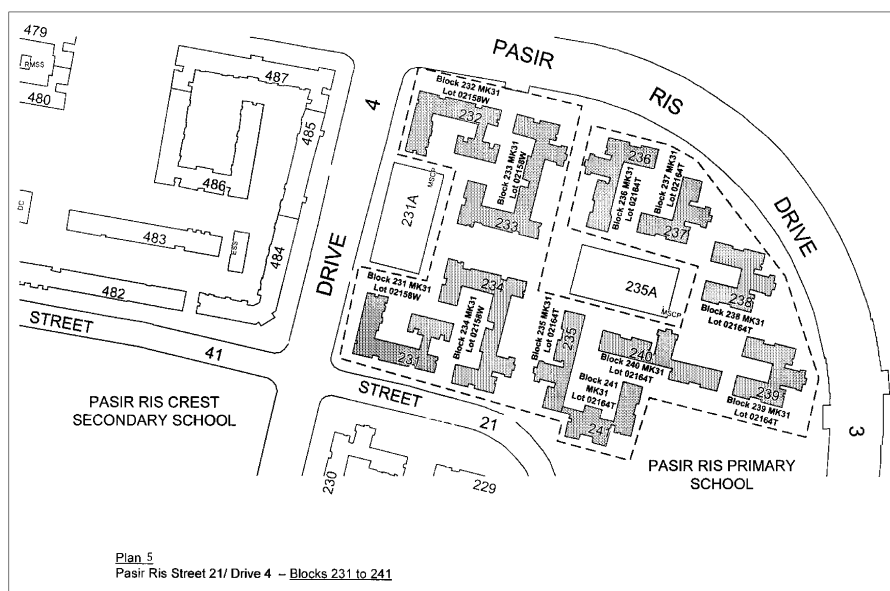 479
RMSS
480
487
485
486
DC
483
ESS
484
482
STREET
41
PASIR RIS CREST
SECONDARY SCHOOL
PASIR
RIS
DRIVE
3
4
DRIVE
Block 232 MK31
Lot 02158W
232
Block 233 MK31
Lot 02158W
233
231A
MSCP
Block 231 MK31
Lot 02158W
231
Block 234 MK31
Lot 02158W
234
236
Block 236 MK31
Lot 02164T
Block 237 MK31
Lot 02164T
237
235A
MSCP
238
Block 238 MK31
Lot 02164T
Block 235 MK31
Lot 02164T
235
240
Block 240 MK31
Lot 02164T
Block 241
MK31
Lot 02164T
241
239
Block 239 MK31
Lot 02164T
STREET
21
230
229
PASIR RIS PRIMARY
SCHOOL
Plan 5
Pasir Ris Street 21/ Drive 4 – Blocks 231 to 241